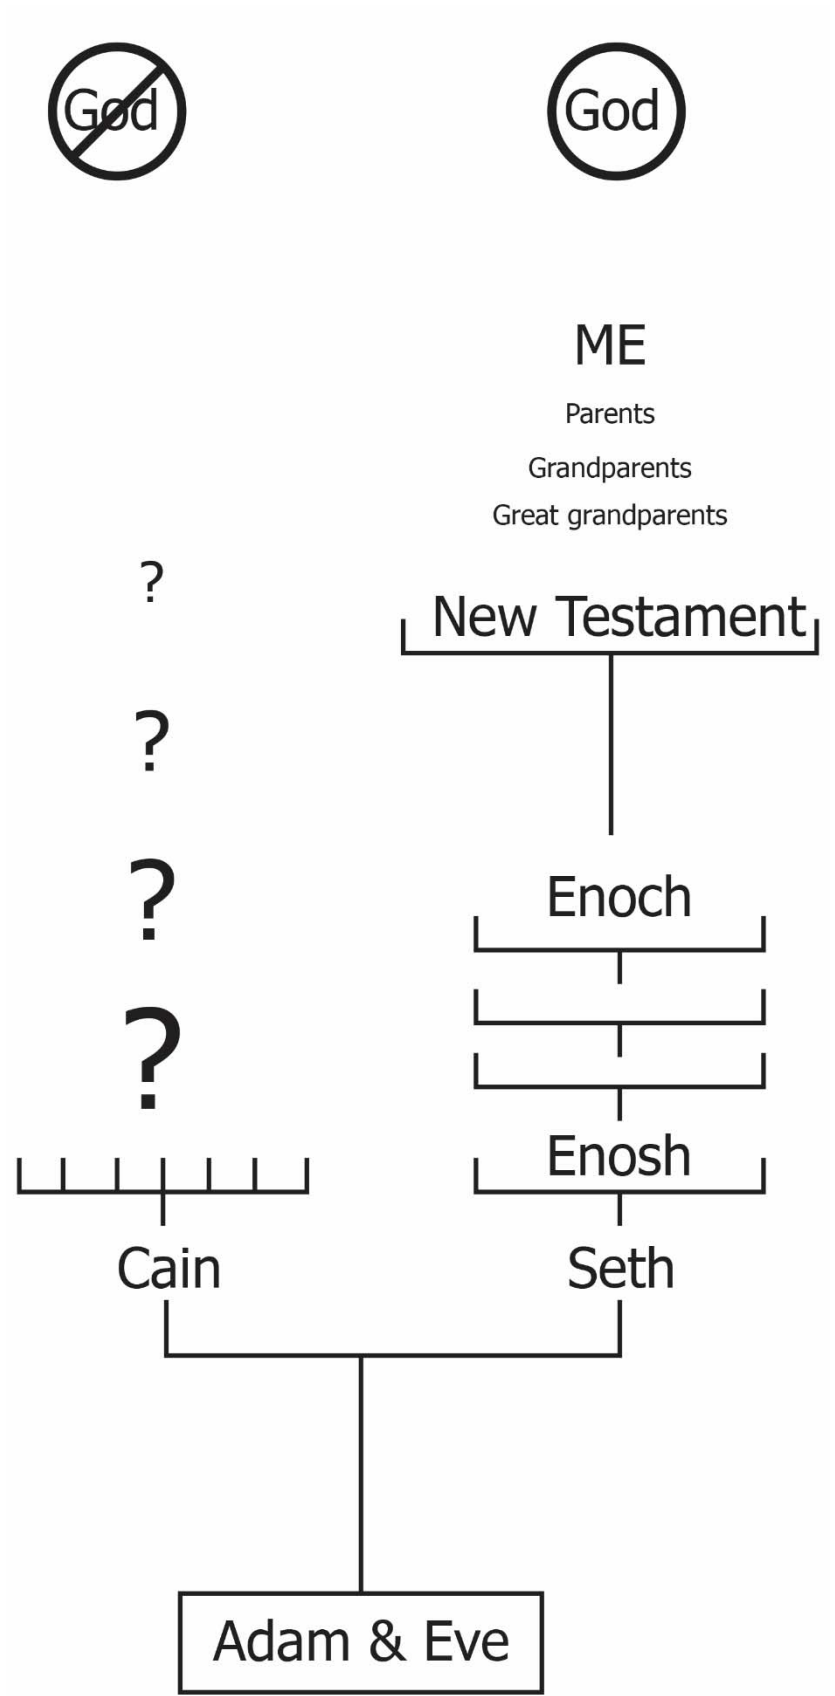 God
God
ME
Parents
Grandparents
Great grandparents
?
New Testament
?
?
Enoch
?
Enosh
Cain
Seth
Adam & Eve